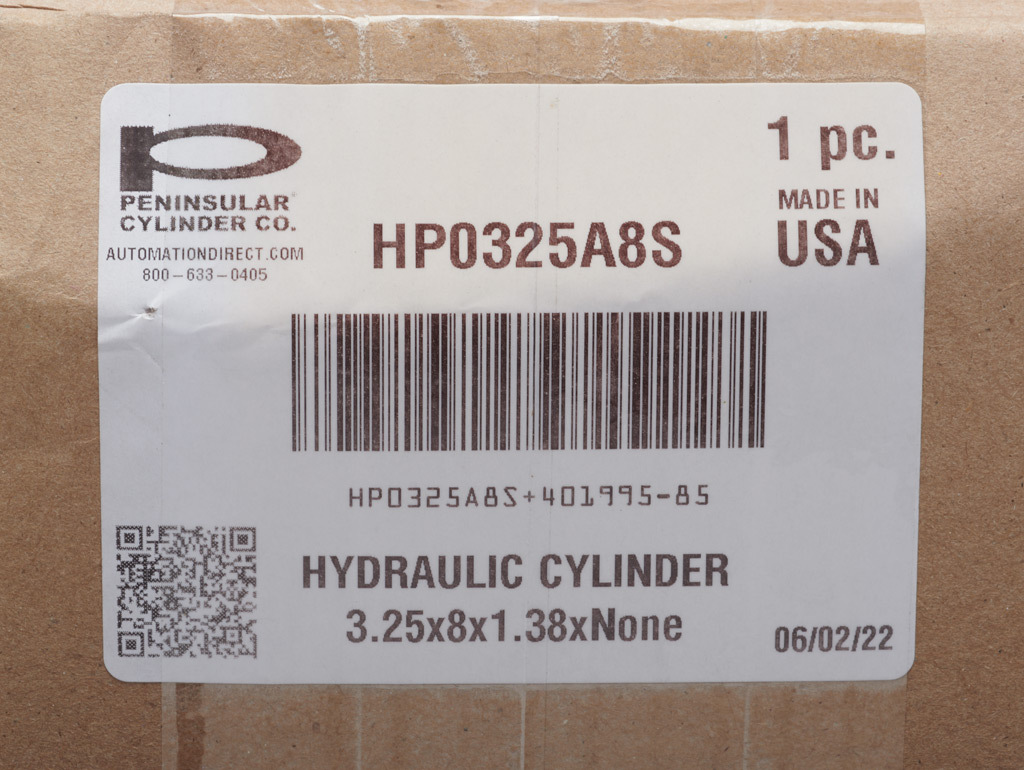 PENINSULAR
CYLINDER CO.
AUTOMATIONDIRECT.COM
800-633-0405
HP0325A8S
1 pc.
MADE IN
USA
HP0325A8S+401995-85
HYDRAULIC CYLINDER
3.25x8x1.38xNone
06/02/22